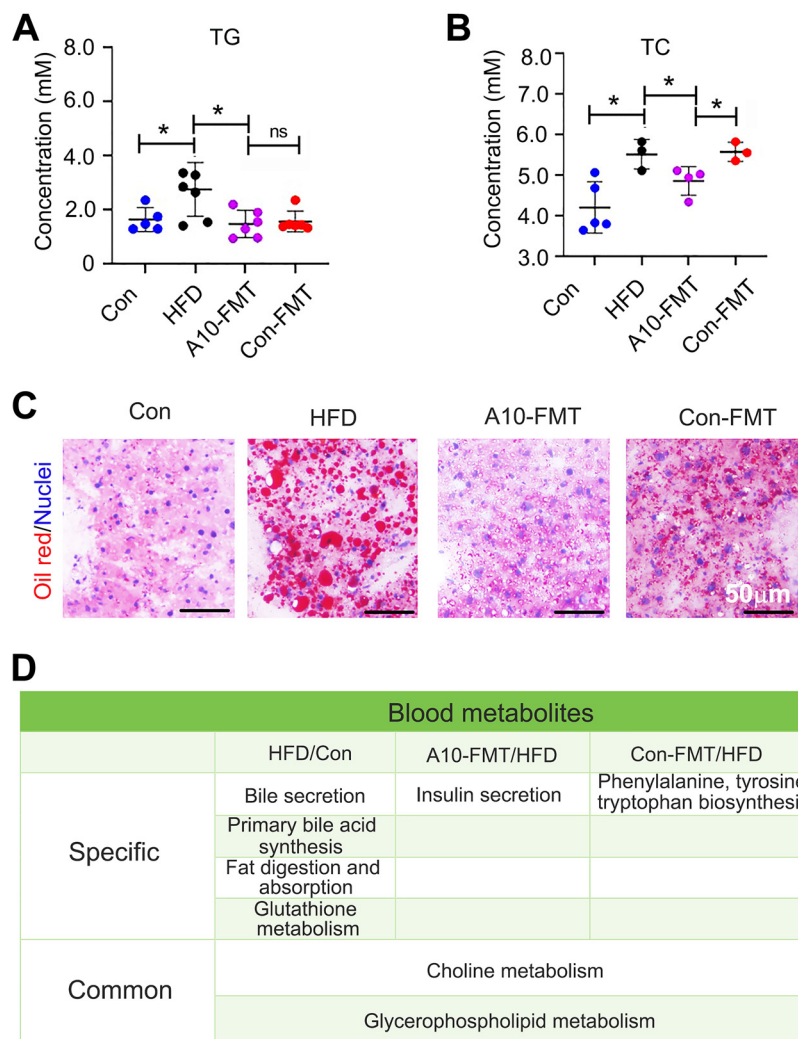 A
TG
Concentration (mM)
8.0
6.0
4.0
2.0
0
*
*
ns
Con
HFD
A10-FMT
Con-FMT
B
TC
Concentration (mM)
8.0
7.0
6.0
5.0
4.0
3.0
*
*
*
Con
HFD
A10-FMT
Con-FMT
C
Oil red/Nuclei
Con
HFD
A10-FMT
Con-FMT
50µm
D
Blood metabolites
HFD/Con
A10-FMT/HFD
Con-FMT/HFD
Specific
Bile secretion
Insulin secretion
Phenylalanine, tyrosine
tryptophan biosynthesi
Primary bile acid
synthesis
Fat digestion and
absorption
Glutathione
metabolism
Common
Choline metabolism
Glycerophospholipid metabolism